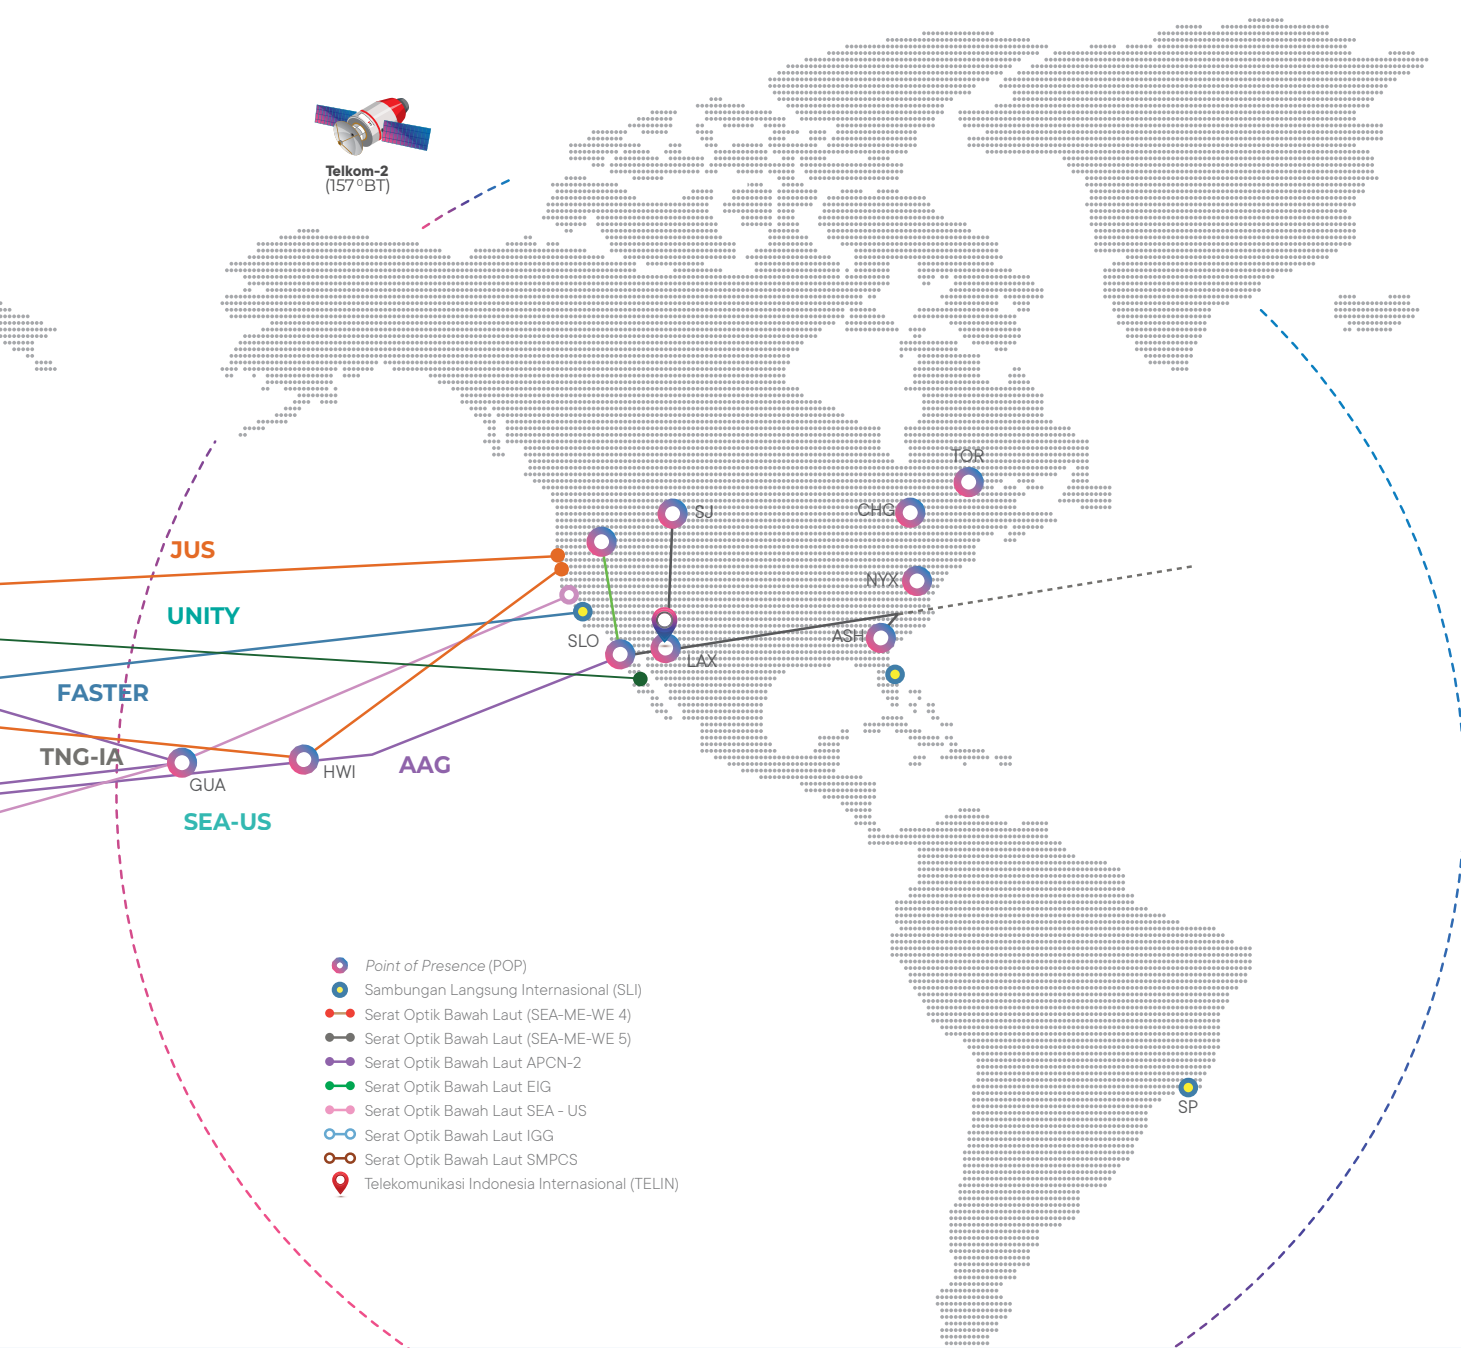 Telkom-2
(157°BT)
TOR
SJ
CHG
JUS
NYX
UNITY
SLO
ASH
LAX
FASTER
TNG-IA
AAG
HWI
GUA
SEA-US
Point of Presence (POP)
Sambungan Langsung Internasional (SLI)
Serat Optik Bawah Laut (SEA-ME-WE 4)
Serat Optik Bawah Laut (SEA-ME-WE 5)
Serat Optik Bawah Laut APCN-2
Serat Optik Bawah Laut EIG
Serat Optik Bawah Laut SEA - US
Serat Optik Bawah Laut IGG
Serat Optik Bawah Laut SMPCS
Telekomunikasi Indonesia Internasional (TELIN)
SP